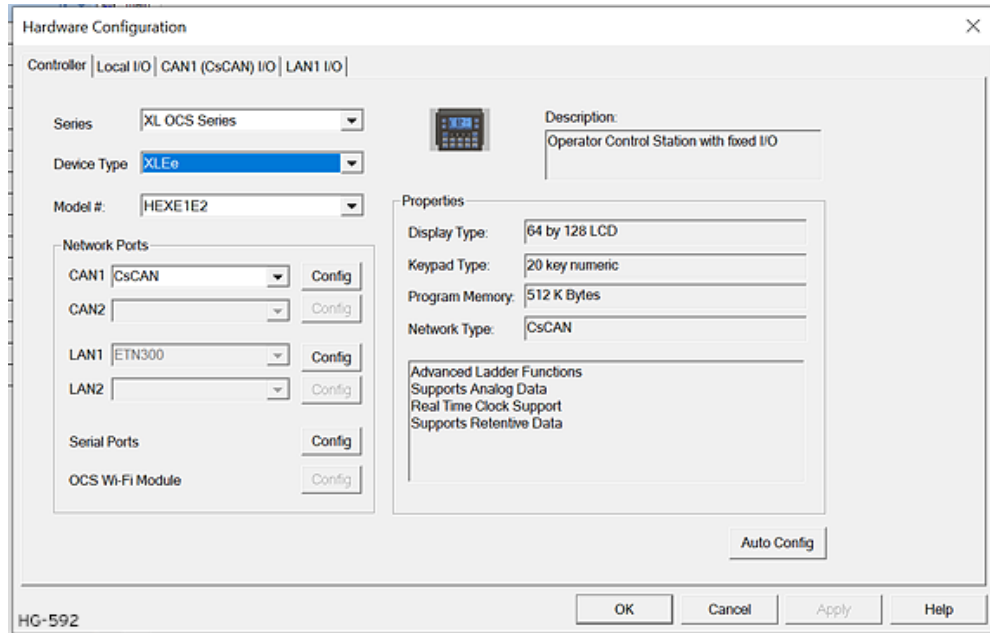 Hardware Configuration
Controller Local I/O CAN1 (CsCAN) I/O LAN1 I/O
Series XL OCS Series
Device Type XLEe
Model #: HEXE1E2
Network Ports
CAN1 CsCAN Config
CAN2 Config
LAN1 ETN300 Config
LAN2 Config
Serial Ports Config
OCS Wi-Fi Module Config
Description:
Operator Control Station with fixed I/O
Properties
Display Type: 64 by 128 LCD
Keypad Type: 20 key numeric
Program Memory: 512 K Bytes
Network Type: CsCAN
Advanced Ladder Functions
Supports Analog Data
Real Time Clock Support
Supports Retentive Data
Auto Config
OK Cancel Apply Help
HG-592